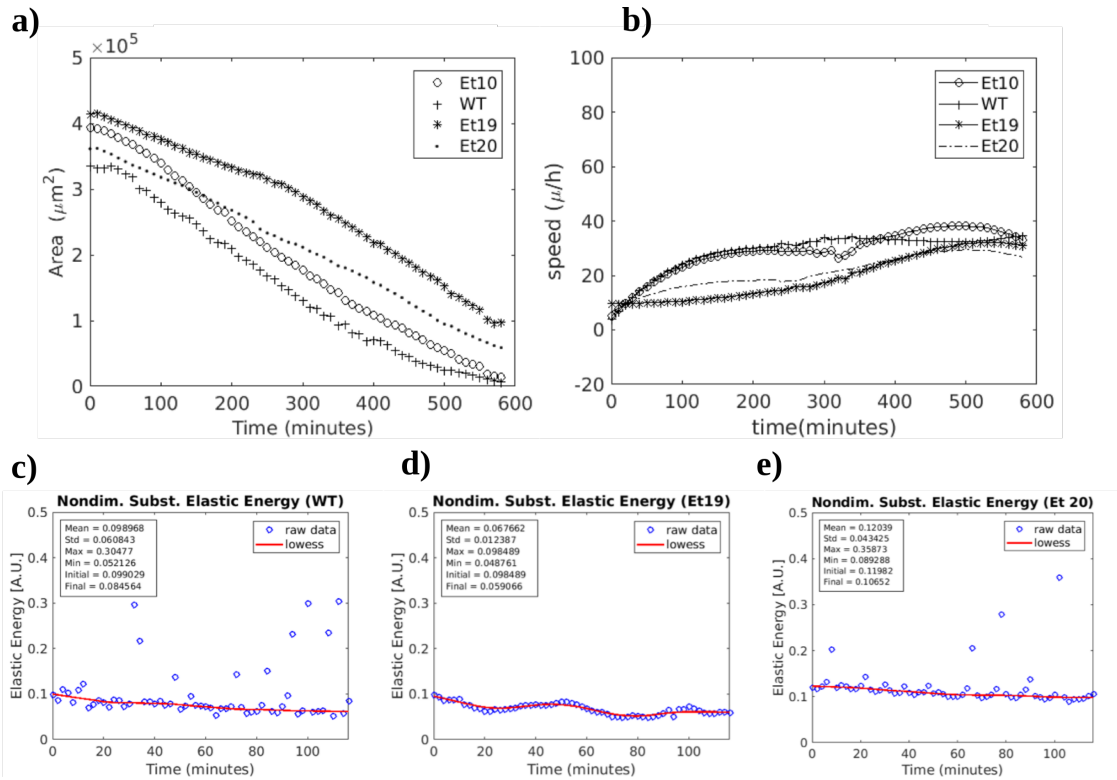 a)
b)
×10⁵
5
4
3
2
1
0
Area (μm²)
0 100 200 300 400 500 600
Time (minutes)
Et10
WT
Et19
Et20
100
80
60
40
20
0
-20
speed (μ/h)
0 100 200 300 400 500 600
time(minutes)
Et10
WT
Et19
Et20
c)
Nondim. Subst. Elastic Energy (WT)
Mean = 0.098968
Std = 0.060843
Max = 0.30477
Min = 0.052126
Initial = 0.099029
Final = 0.084564
raw data
lowess
0.5
0.4
0.3
0.2
0.1
0
Elastic Energy [A.U.]
0 20 40 60 80 100
Time (minutes)
d)
Nondim. Subst. Elastic Energy (Et19)
Mean = 0.067662
Std = 0.012387
Max = 0.098489
Min = 0.048761
Initial = 0.098489
Final = 0.059066
raw data
lowess
0.5
0.4
0.3
0.2
0.1
0
Elastic Energy [A.U.]
0 20 40 60 80 100
Time (minutes)
e)
Nondim. Subst. Elastic Energy (Et 20)
Mean = 0.12039
Std = 0.043425
Max = 0.35873
Min = 0.089288
Initial = 0.11982
Final = 0.10652
raw data
lowess
0.5
0.4
0.3
0.2
0.1
0
Elastic Energy [A.U.]
0 20 40 60 80 100
Time (minutes)